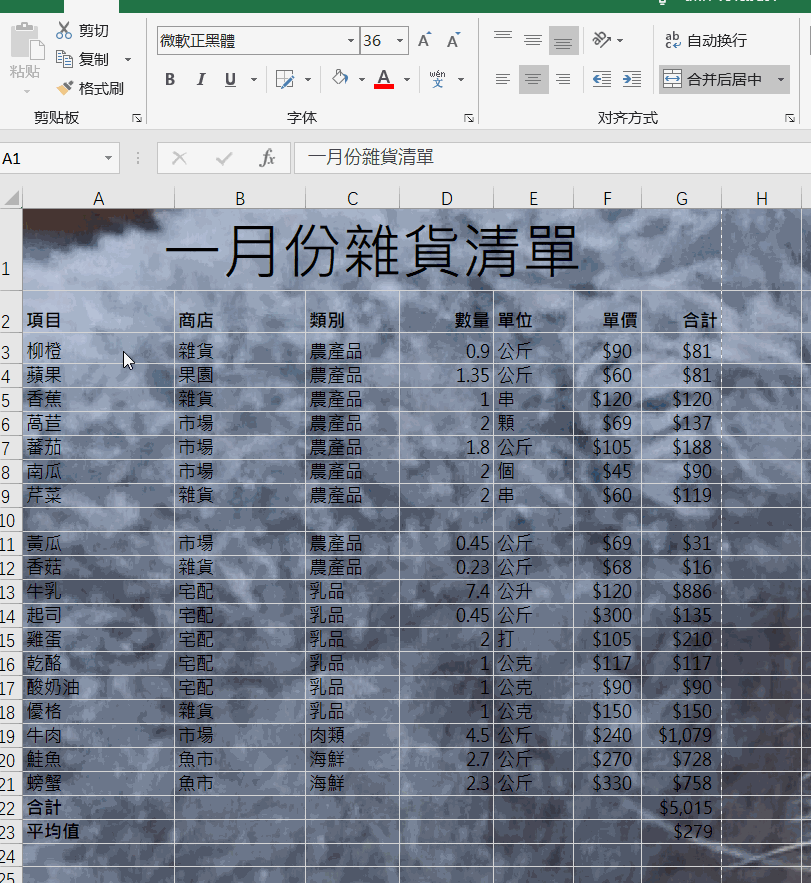 剪切
复制
格式刷
粘贴
剪贴板
微軟正黑體 36 A A
B I U A wén 文
字体
ab c 自动换行
合并后居中
对齐方式
A1 fx 一月份雜貨清單
A B C D E F G H
1 一月份雜貨清單
2 項目 商店 類別 數量 單位 單價 合計
3 柳橙 雜貨 農產品 0.9 公斤 $90 $81
4 蘋果 果園 農產品 1.35 公斤 $60 $81
5 香蕉 雜貨 農產品 1 串 $120 $120
6 萵苣 市場 農產品 2 顆 $69 $137
7 蕃茄 市場 農產品 1.8 公斤 $105 $188
8 南瓜 市場 農產品 2 個 $45 $90
9 芹菜 雜貨 農產品 2 串 $60 $119
10
11 黃瓜 市場 農產品 0.45 公斤 $69 $31
12 香菇 雜貨 農產品 0.23 公斤 $68 $16
13 牛乳 宅配 乳品 7.4 公升 $120 $886
14 起司 宅配 乳品 0.45 公斤 $300 $135
15 雞蛋 宅配 乳品 2 打 $105 $210
16 乾酪 宅配 乳品 1 公克 $117 $117
17 酸奶油 宅配 乳品 1 公克 $90 $90
18 優格 雜貨 乳品 1 公克 $150 $150
19 牛肉 市場 肉類 4.5 公斤 $240 $1,079
20 鮭魚 魚市 海鮮 2.7 公斤 $270 $728
21 螃蟹 魚市 海鮮 2.3 公斤 $330 $758
22 合計 $5,015
23 平均值 $279
24
25